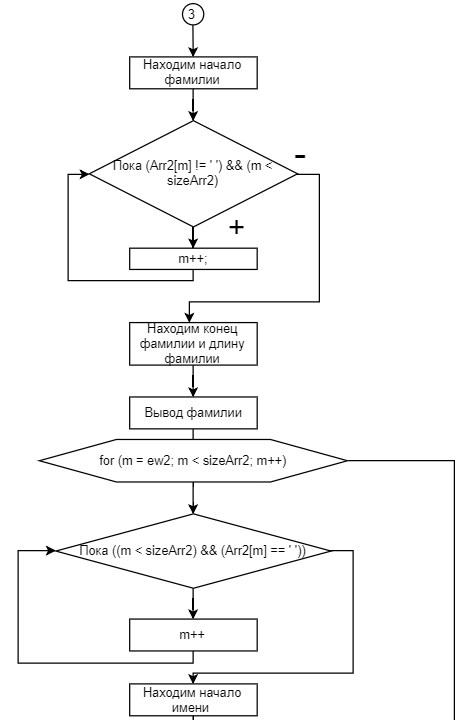 3
Находим начало
фамилии
Пока (Arr2[m] != ' ') && (m <
sizeArr2)
-
+
m++;
Находим конец
фамилии и длину
фамилии
Вывод фамилии
for (m = ew2; m < sizeArr2; m++)
Пока ((m < sizeArr2) && (Arr2[m] == ' '))
m++
Находим начало
имени